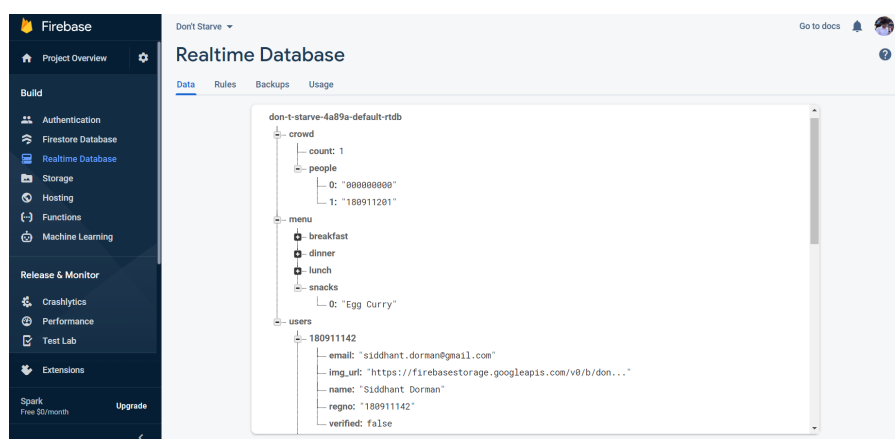 Firebase
Don't Starve
Go to docs
Project Overview
Realtime Database
Data Rules Backups Usage
Build
Authentication
Firestore Database
Realtime Database
Storage
Hosting
Functions
Machine Learning
Release & Monitor
Crashlytics
Performance
Test Lab
Extensions
Spark
Free $0/month
Upgrade
don-t-starve-4a89a-default-rtdb
crowd
count: 1
people
0: "000000000"
1: "180911201"
menu
breakfast
dinner
lunch
snacks
0: "Egg Curry"
users
180911142
email: "siddhant.dorman@gmail.com"
img_url: "https://firebasestorage.googleapis.com/v0/b/don..."
name: "Siddhant Dorman"
regno: "180911142"
verified: false